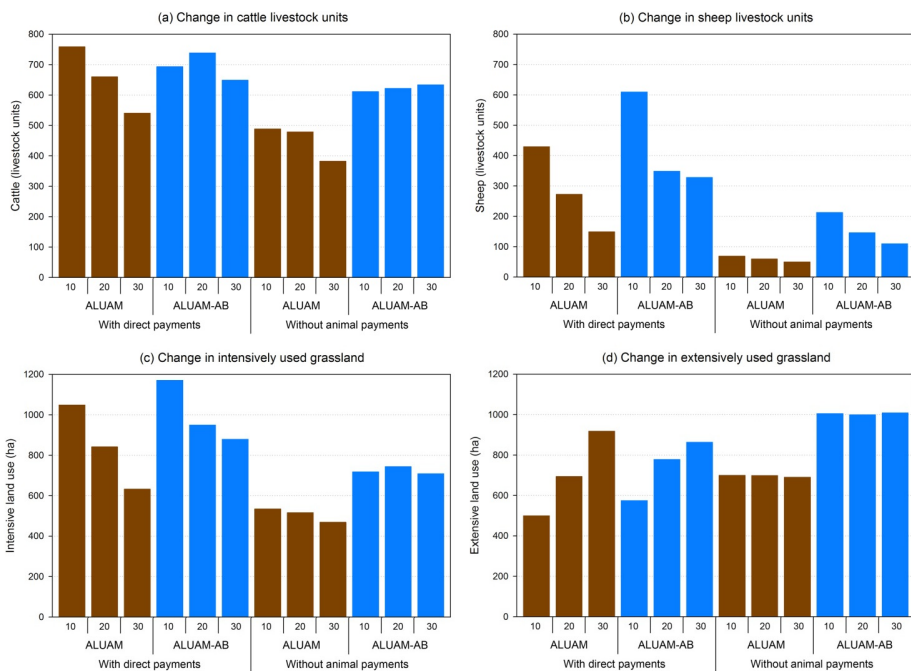 (a) Change in cattle livestock units
Cattle (livestock units)
800
700
600
500
400
300
200
100
0
10 20 30 10 20 30 10 20 30 10 20 30
ALUAM ALUAM-AB ALUAM ALUAM-AB
With direct payments Without animal payments
(b) Change in sheep livestock units
Sheep (livestock units)
800
700
600
500
400
300
200
100
0
10 20 30 10 20 30 10 20 30 10 20 30
ALUAM ALUAM-AB ALUAM ALUAM-AB
With direct payments Without animal payments
(c) Change in intensively used grassland
Intensive land use (ha)
1200
1000
800
600
400
200
0
10 20 30 10 20 30 10 20 30 10 20 30
ALUAM ALUAM-AB ALUAM ALUAM-AB
With direct payments Without animal payments
(d) Change in extensively used grassland
Extensive land use (ha)
1200
1000
800
600
400
200
0
10 20 30 10 20 30 10 20 30 10 20 30
ALUAM ALUAM-AB ALUAM ALUAM-AB
With direct payments Without animal payments